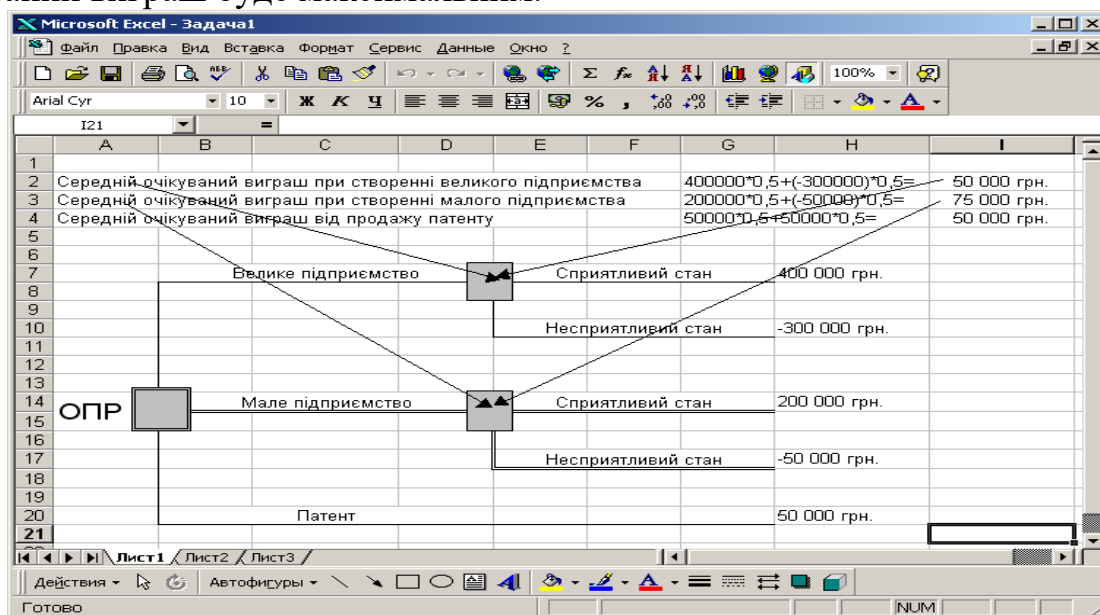 аний виграш буде максимальним.
Microsoft Excel - Задача1
Файл Правка Вид Вставка Формат Сервис Данные Окно ?
100%
Arial Cyr 10 Ж К Ч % , ,00
I21 =
A B C D E F G H I
1
2 Середній очікуваний виграш при створенні великого підприємства 400000*0,5+(-300000)*0,5= 50 000 грн.
3 Середній очікуваний виграш при створенні малого підприємства 200000*0,5+(-50000)*0,5= 75 000 грн.
4 Середній очікуваний виграш від продажу патенту 50000*0,5+50000*0,5= 50 000 грн.
5
6
7 Велике підприємство Сприятливий стан 400 000 грн.
8
9
10 Несприятливий стан -300 000 грн.
11
12
13
14 ОПР Мале підприємство Сприятливий стан 200 000 грн.
15
16
17 Несприятливий стан -50 000 грн.
18
19
20 Патент 50 000 грн.
21
Лист1 Лист2 Лист3
Действия Автофигуры
Готово NUM